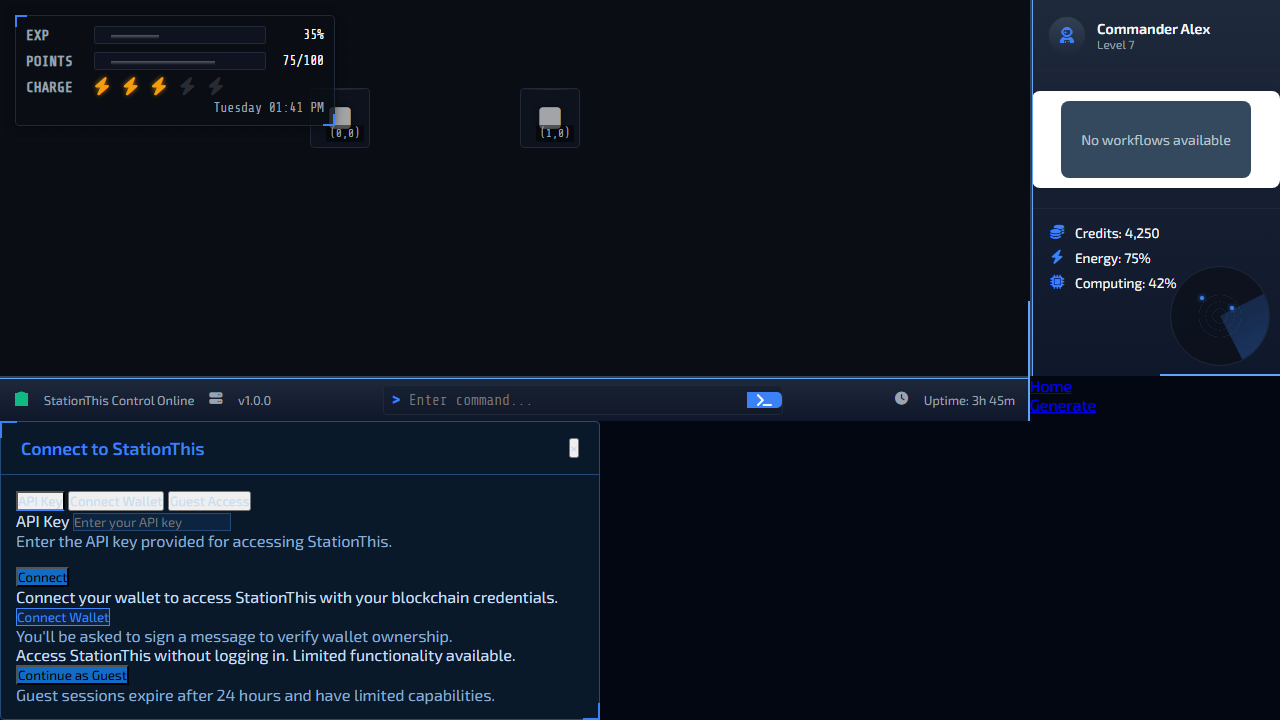 EXP 35%
POINTS 75/100
CHARGE
Tuesday 01:41 PM
(0,0) (1,0)
Commander Alex
Level 7
No workflows available
Credits: 4,250
Energy: 75%
Computing: 42%
StationThis Control Online v1.0.0 > Enter command... Uptime: 3h 45m
Home
Generate
Connect to StationThis
API Key Connect Wallet Guest Access
API Key Enter your API key
Enter the API key provided for accessing StationThis.
Connect
Connect your wallet to access StationThis with your blockchain credentials.
Connect Wallet
You'll be asked to sign a message to verify wallet ownership.
Access StationThis without logging in. Limited functionality available.
Continue as Guest
Guest sessions expire after 24 hours and have limited capabilities.